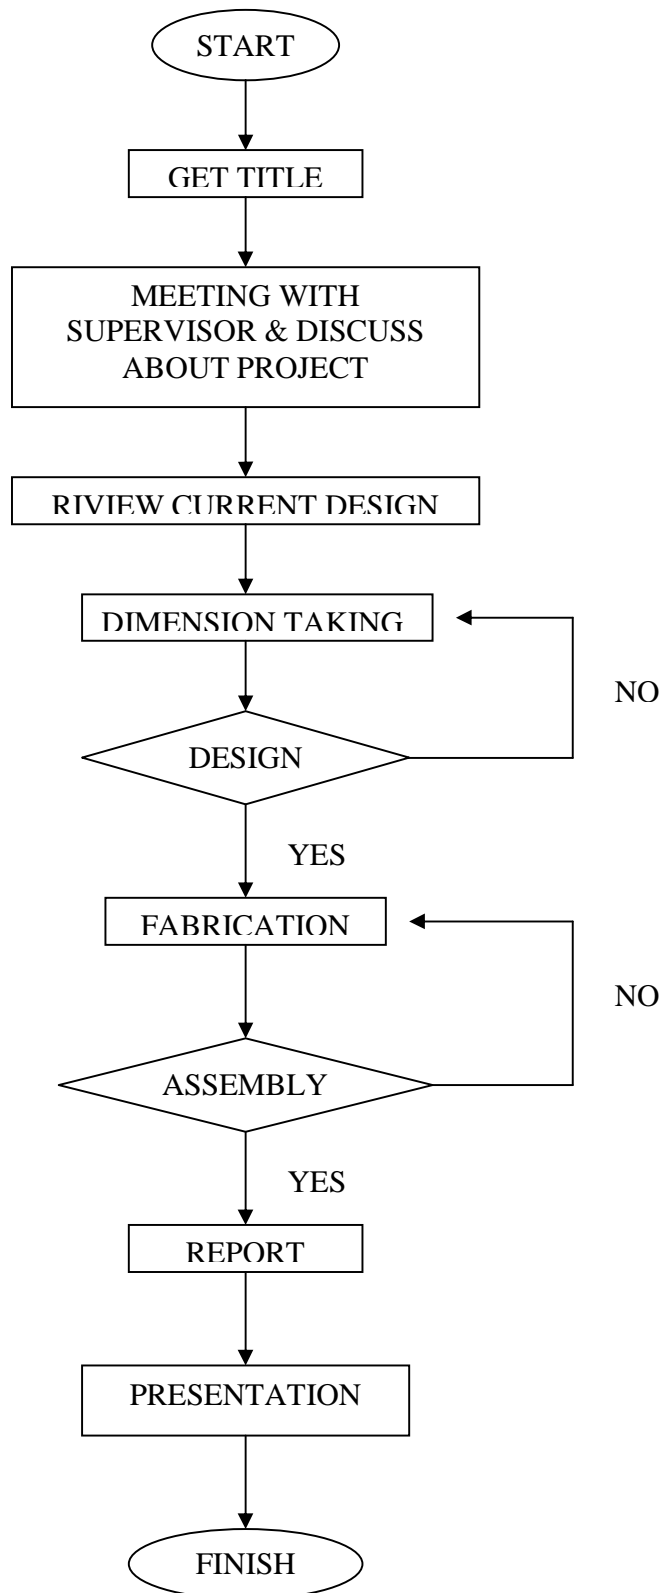 START
GET TITLE
MEETING WITH
SUPERVISOR & DISCUSS
ABOUT PROJECT
RIVIEW CURRENT DESIGN
DIMENSION TAKING
NO
DESIGN
YES
FABRICATION
NO
ASSEMBLY
YES
REPORT
PRESENTATION
FINISH